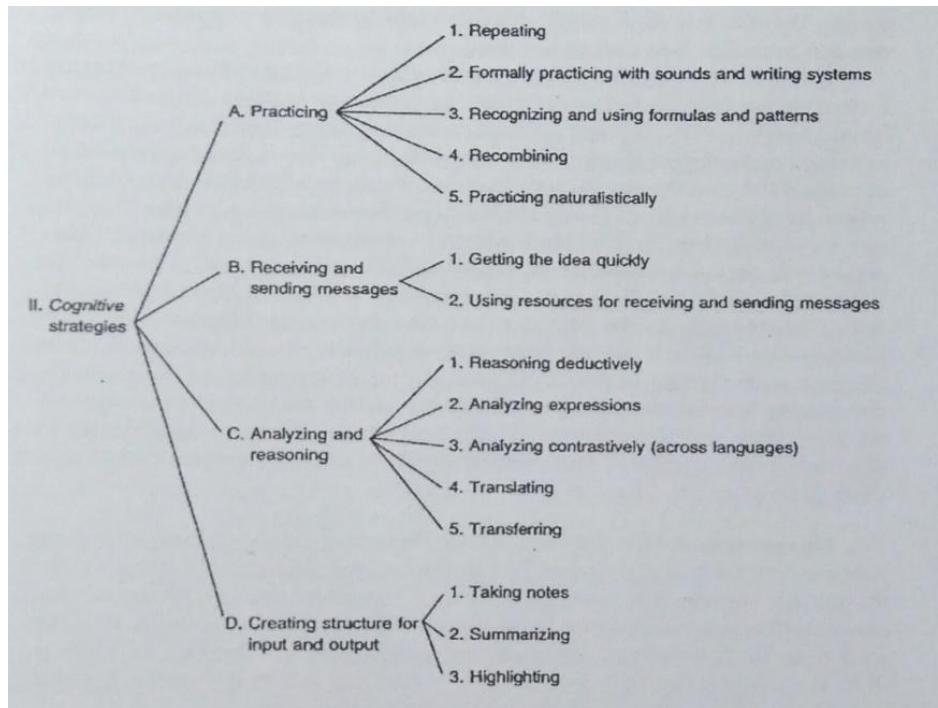 II. Cognitive
strategies
A. Practicing
1. Repeating
2. Formally practicing with sounds and writing systems
3. Recognizing and using formulas and patterns
4. Recombining
5. Practicing naturalistically
B. Receiving and
sending messages
1. Getting the idea quickly
2. Using resources for receiving and sending messages
C. Analyzing and
reasoning
1. Reasoning deductively
2. Analyzing expressions
3. Analyzing contrastively (across languages)
4. Translating
5. Transferring
D. Creating structure for
input and output
1. Taking notes
2. Summarizing
3. Highlighting